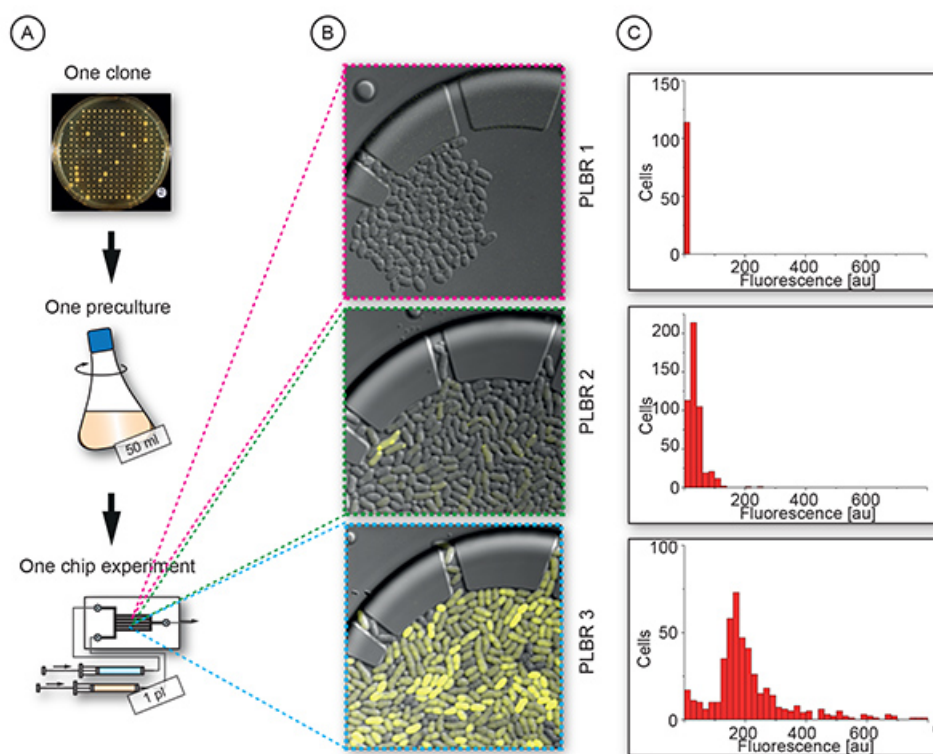 A
One clone
One preculture
50 ml
One chip experiment
1 pl
B
PLBR 1
PLBR 2
PLBR 3
C
150
100
50
0
Cells
200 400 600
Fluorescence [au]
200
150
100
50
0
Cells
200 400 600
Fluorescence [au]
100
50
0
Cells
200 400 600
Fluorescence [au]